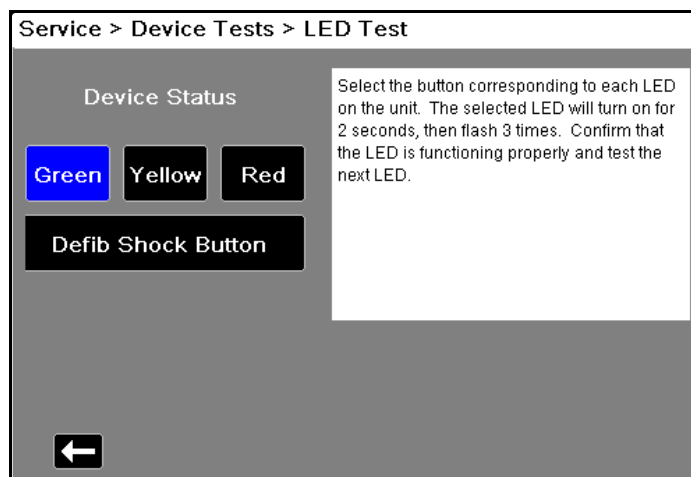 Service > Device Tests > LED Test
Device Status
Green Yellow Red
Defib Shock Button
Select the button corresponding to each LED
on the unit. The selected LED will turn on for
2 seconds, then flash 3 times. Confirm that
the LED is functioning properly and test the
next LED.